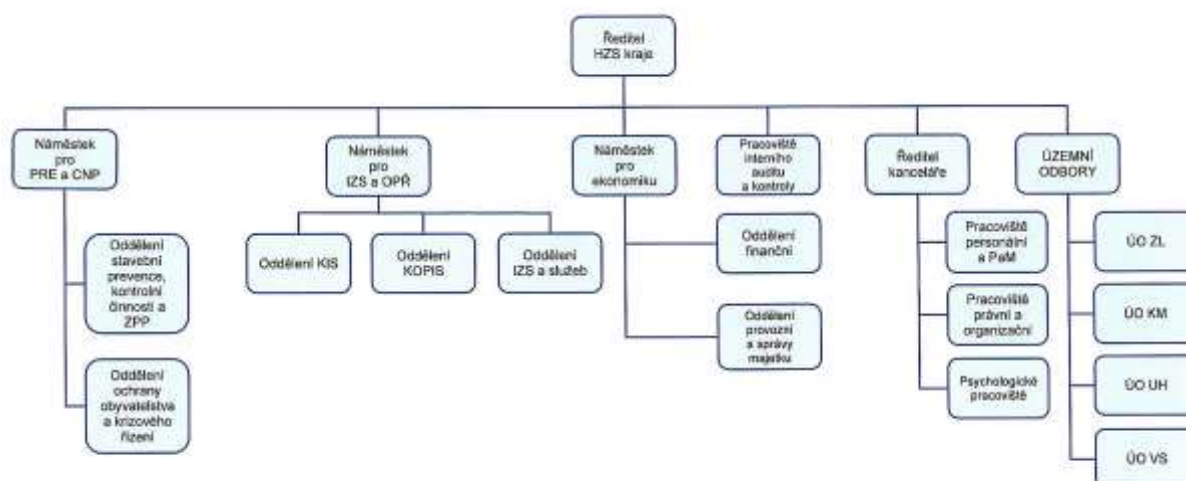 Ředitel
HZS kraje
Náměstek
pro
PRE a CNP
Náměstek
pro
IZS a OPŘ
Náměstek
pro
ekonomiku
Pracoviště
interního
auditu
a kontroly
Ředitel
kanceláře
ÚZEMNÍ
ODBORY
Oddělení
stavební
prevence,
kontrolní
činnosti a
ZPP
Oddělení
ochrany
obyvatelstva
a krizového
řízení
Oddělení KIS
Oddělení
KOPIS
Oddělení
IZS a služeb
Oddělení
finanční
Oddělení
provozní
a správy
majetku
Pracoviště
personální
a PaM
Pracoviště
právní a
organizační
Psychologické
pracoviště
ÚO ZL
ÚO KM
ÚO UH
ÚO VS